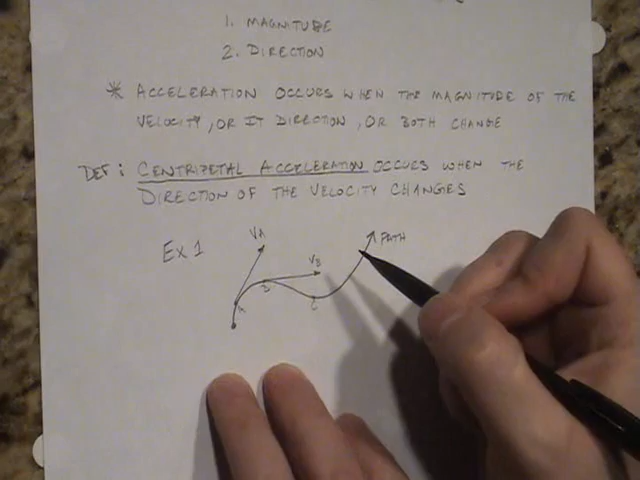 1. MAGNITUDE
2. DIRECTION
* ACCELERATION OCCURS WHEN THE MAGNITUDE OF THE
VELOCITY, OR IT DIRECTION, OR BOTH CHANGE
DEF: CENTRIPETAL ACCELERATION OCCURS WHEN THE
DIRECTION OF THE VELOCITY CHANGES
Ex 1
VA
VB
PATH
A
B
C